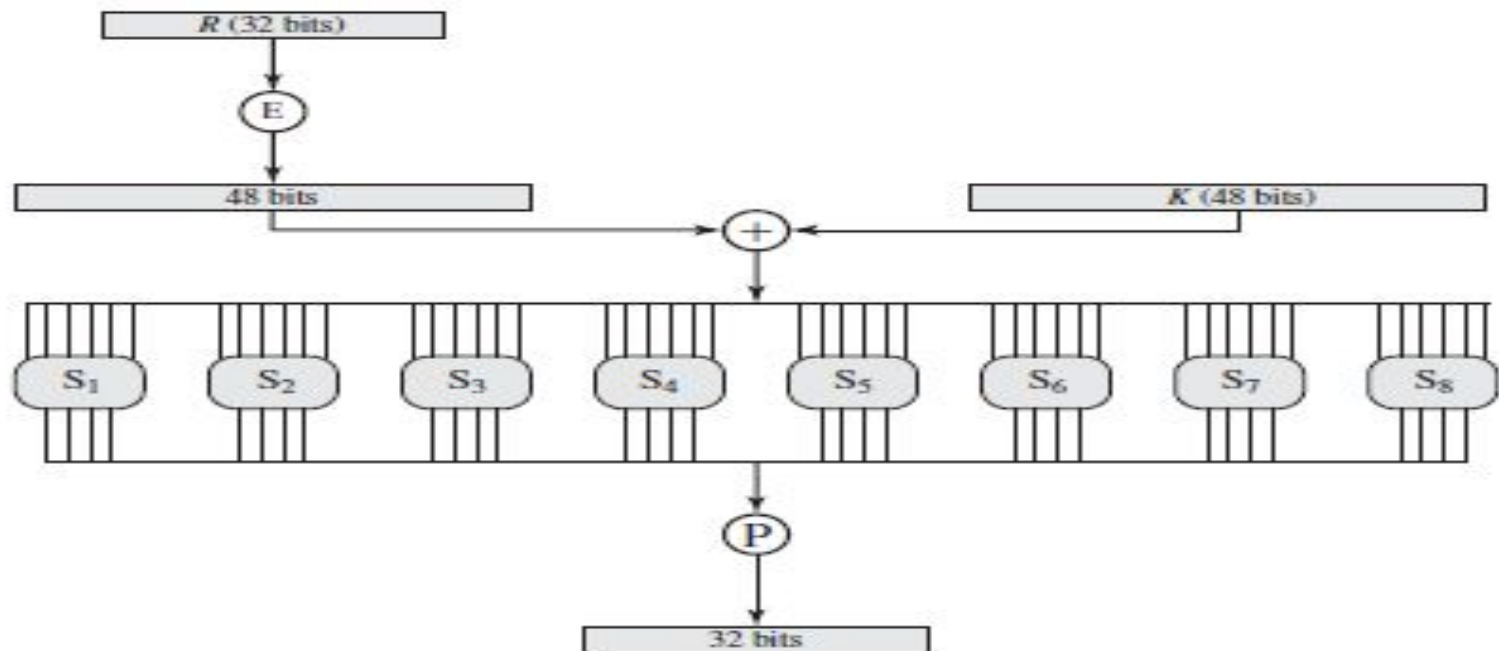 R (32 bits)
E
48 bits
K (48 bits)
+
S₁ S₂ S₃ S₄ S₅ S₆ S₇ S₈
P
32 bits